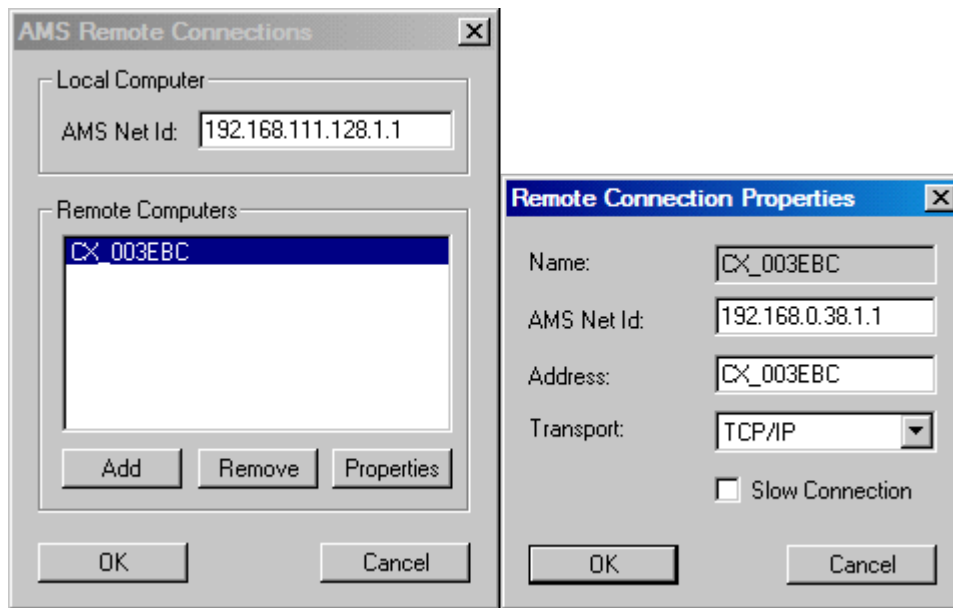 AMS Remote Connections
Local Computer
AMS Net Id: 192.168.111.128.1.1
Remote Computers
CX_003EBC
Add Remove Properties
OK Cancel
Remote Connection Properties
Name: CX_003EBC
AMS Net Id: 192.168.0.38.1.1
Address: CX_003EBC
Transport: TCP/IP
Slow Connection
OK Cancel